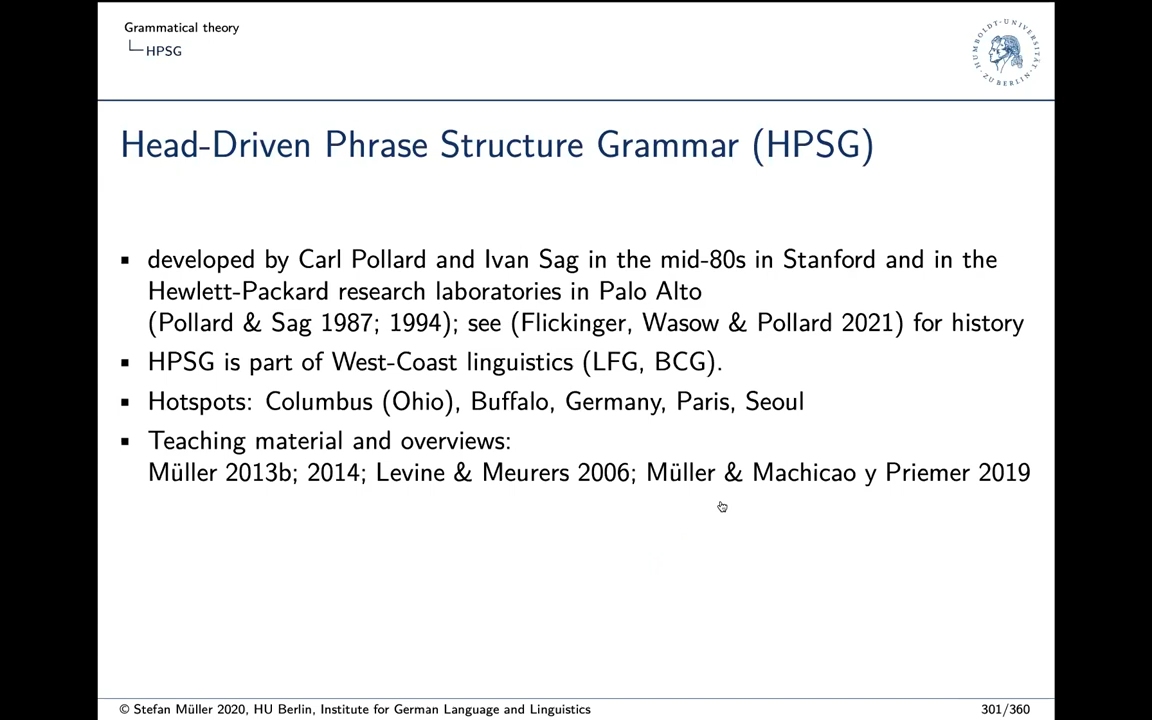 Grammatical theory
HPSG
HUMBOLDT-UNIVERSITÄT ZU BERLIN
Head-Driven Phrase Structure Grammar (HPSG)
▪ developed by Carl Pollard and Ivan Sag in the mid-80s in Stanford and in the
Hewlett-Packard research laboratories in Palo Alto
(Pollard & Sag 1987; 1994); see (Flickinger, Wasow & Pollard 2021) for history
▪ HPSG is part of West-Coast linguistics (LFG, BCG).
▪ Hotspots: Columbus (Ohio), Buffalo, Germany, Paris, Seoul
▪ Teaching material and overviews:
Müller 2013b; 2014; Levine & Meurers 2006; Müller & Machicao y Priemer 2019
© Stefan Müller 2020, HU Berlin, Institute for German Language and Linguistics
301/360